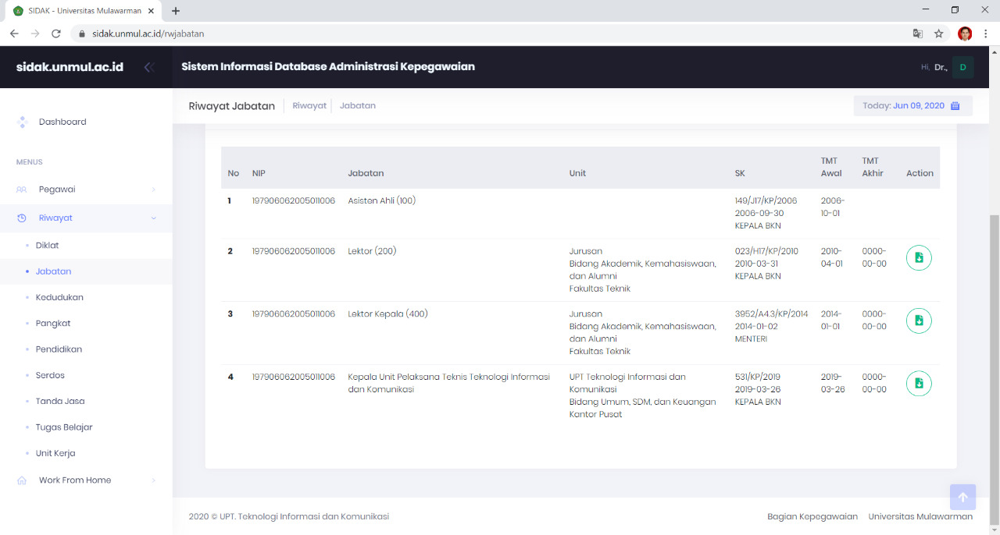 SIDAK - Universitas Mulawarman
sidak.unmul.ac.id/rwjabatan
sidak.unmul.ac.id
Sistem Informasi Database Administrasi Kepegawaian
Hi, Dr.,
D
Riwayat Jabatan
Riwayat
Jabatan
Today: Jun 09, 2020
Dashboard
MENUS
Pegawai
Riwayat
Diklat
Jabatan
Kedudukan
Pangkat
Pendidikan
Serdos
Tanda Jasa
Tugas Belajar
Unit Kerja
Work From Home
No NIP Jabatan Unit SK TMT Awal TMT Akhir Action
1 197906062005011006 Asisten Ahli (100) 149/J17/KP/2006 2006-
2006-09-30 10-01
KEPALA BKN
2 197906062005011006 Lektor (200) Jurusan 023/H17/KP/2010 2010- 0000-
Bidang Akademik, Kemahasiswaan, 2010-03-31 04-01 00-00
dan Alumni KEPALA BKN
Fakultas Teknik
3 197906062005011006 Lektor Kepala (400) Jurusan 3952/A4.3/KP/2014 2014- 0000-
Bidang Akademik, Kemahasiswaan, 2014-01-02 01-01 00-00
dan Alumni MENTERI
Fakultas Teknik
4 197906062005011006 Kepala Unit Pelaksana Teknis Teknologi Informasi UPT Teknologi Informasi dan 531/KP/2019 2019- 0000-
dan Komunikasi Komunikasi 2019-03-26 03-26 00-00
Bidang Umum, SDM, dan Keuangan KEPALA BKN
Kantor Pusat
2020 © UPT. Teknologi Informasi dan Komunikasi
Bagian Kepegawaian Universitas Mulawarman